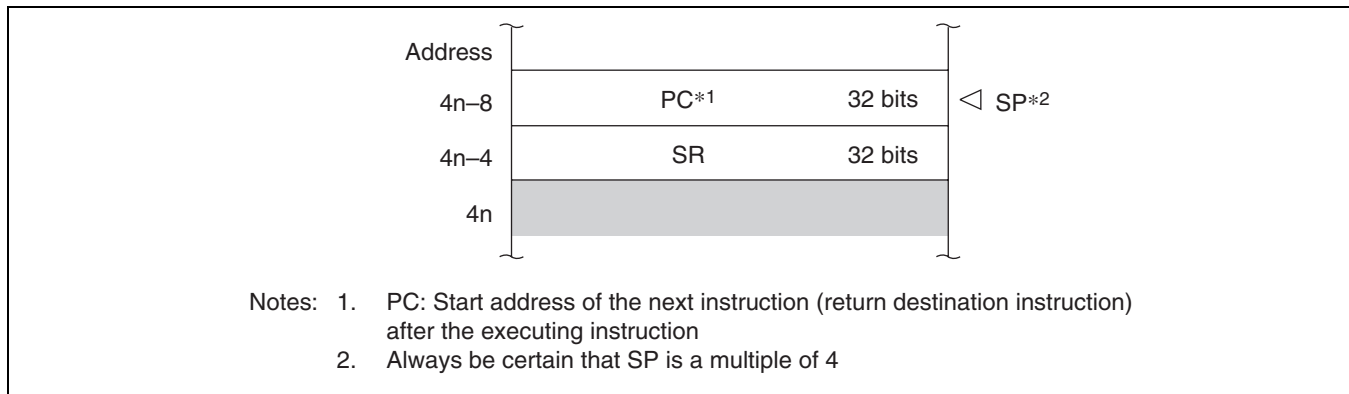 Address
4n–8 PC*1 32 bits ◁ SP*2
4n–4 SR 32 bits
4n
Notes: 1. PC: Start address of the next instruction (return destination instruction)
after the executing instruction
2. Always be certain that SP is a multiple of 4